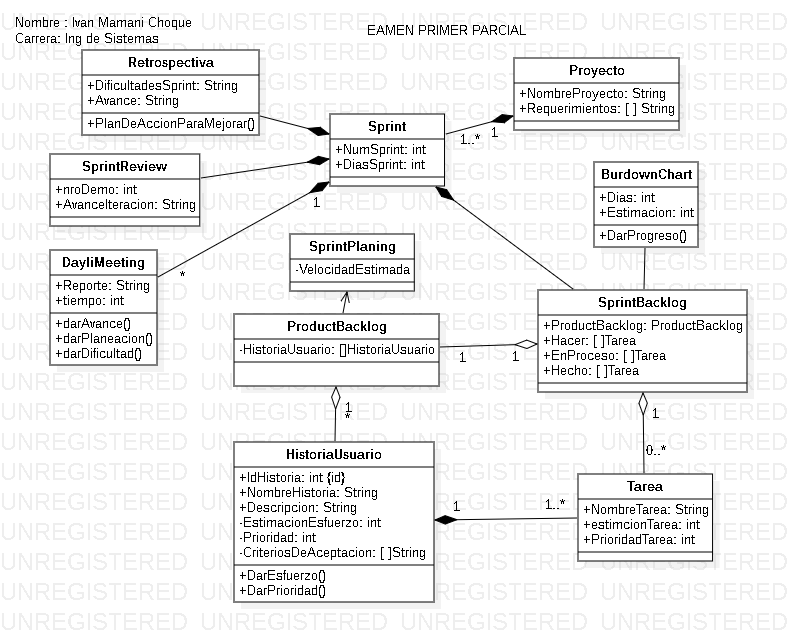 Nombre : Ivan Mamani Choque
Carrera: Ing de Sistemas
EAMEN PRIMER PARCIAL
Retrospectiva
+DificultadesSprint: String
+Avance: String
+PlanDeAccionParaMejorar()
Proyecto
+NombreProyecto: String
+Requerimientos: [ ] String
Sprint
+NumSprint: int
+DiasSprint: int
1..*
1
SprintReview
+nroDemo: int
+AvanceIteracion: String
1
BurdownChart
+Dias: int
+Estimacion: int
+DarProgreso()
DayliMeeting
+Reporte: String
+tiempo: int
+darAvance()
+darPlaneacion()
+darDificultad()
*
SprintPlaning
-VelocidadEstimada
SprintBacklog
+ProductBacklog: ProductBacklog
+Hacer: [ ]Tarea
+EnProceso: [ ]Tarea
+Hecho: [ ]Tarea
ProductBacklog
-HistoriaUsuario: []HistoriaUsuario
1
1
1
*
1
0..*
HistoriaUsuario
+IdHistoria: int {id}
+NombreHistoria: String
+Descripcion: String
-EstimacionEsfuerzo: int
-Prioridad: int
-CriteriosDeAceptacion: [ ]String
+DarEsfuerzo()
+DarPrioridad()
1
1..*
Tarea
+NombreTarea: String
+estimcionTarea: int
+PrioridadTarea: int
UNREGISTERED UNREGISTERED UNREGISTERED UNREGISTERED